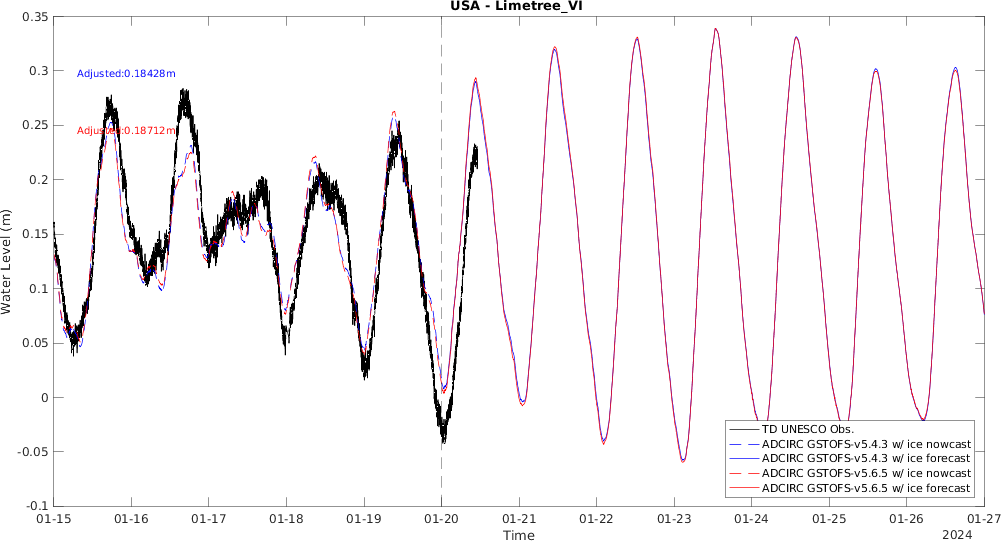 USA - Limetree_VI
0.35
0.3
0.25
0.2
0.15
0.1
0.05
0
-0.05
-0.1
Water Level (m)
Adjusted:0.18428m
Adjusted:0.18712m
TD UNESCO Obs.
ADCIRC GSTOFS-v5.4.3 w/ ice nowcast
ADCIRC GSTOFS-v5.4.3 w/ ice forecast
ADCIRC GSTOFS-v5.6.5 w/ ice nowcast
ADCIRC GSTOFS-v5.6.5 w/ ice forecast
01-15 01-16 01-17 01-18 01-19 01-20 01-21 01-22 01-23 01-24 01-25 01-26 01-27
Time
2024